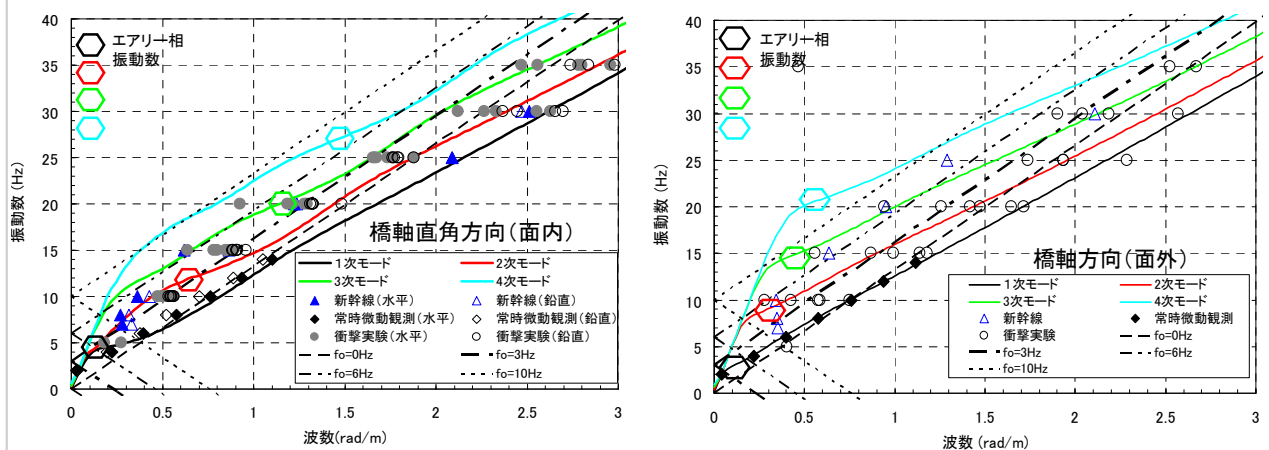 40
35
30
25
20
15
10
5
0
振動数 (Hz)
エアリー相
振動数
橋軸直角方向(面内)
1次モード
2次モード
3次モード
4次モード
新幹線(水平)
新幹線(鉛直)
常時微動観測(水平)
常時微動観測(鉛直)
衝撃実験(水平)
衝撃実験(鉛直)
fo=0Hz
fo=3Hz
fo=6Hz
fo=10Hz
0
0.5
1
1.5
2
2.5
3
波数(rad/m)
40
35
30
25
20
15
10
5
0
振動数(Hz)
エアリー相
振動数
橋軸方向(面外)
1次モード
2次モード
3次モード
4次モード
新幹線
常時微動観測
衝撃実験
fo=0Hz
fo=3Hz
fo=6Hz
fo=10Hz
0
0.5
1
1.5
2
2.5
3
波数(rad/m)